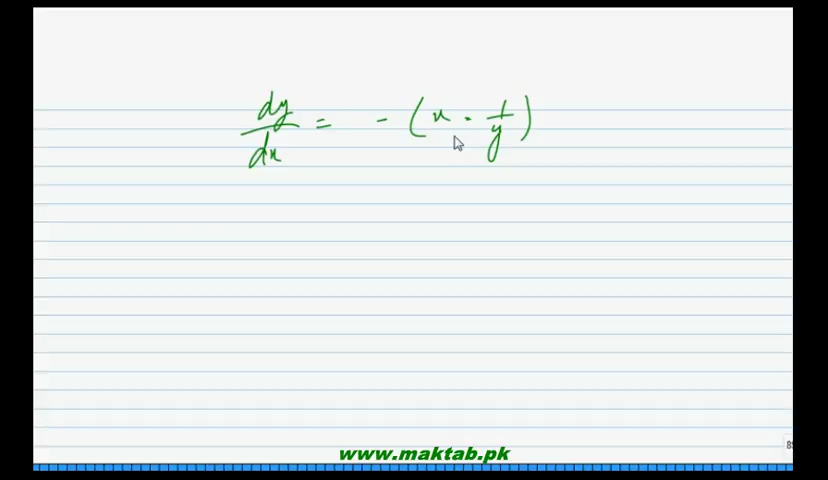 dy/dx = - (x · 1/y)
www.maktab.pk